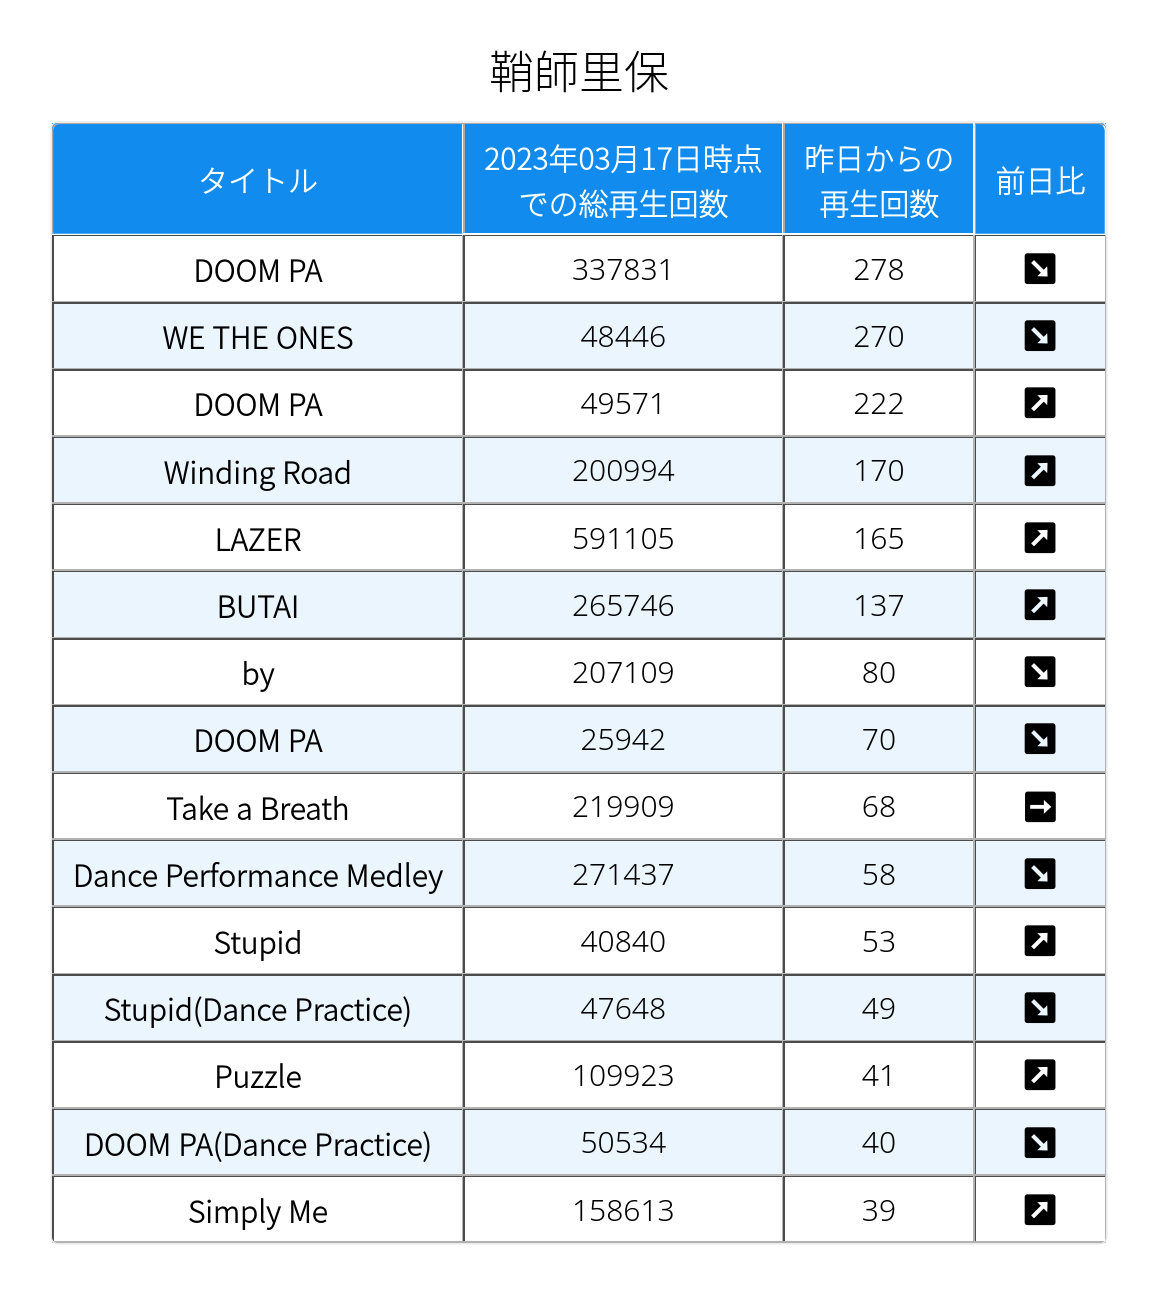 鞘師里保
タイトル
2023年03月17日時点
での総再生回数
昨日からの
再生回数
前日比
DOOM PA 337831 278 ↘
WE THE ONES 48446 270 ↘
DOOM PA 49571 222 ↗
Winding Road 200994 170 ↗
LAZER 591105 165 ↗
BUTAI 265746 137 ↗
by 207109 80 ↘
DOOM PA 25942 70 ↘
Take a Breath 219909 68 →
Dance Performance Medley 271437 58 ↘
Stupid 40840 53 ↗
Stupid(Dance Practice) 47648 49 ↘
Puzzle 109923 41 ↗
DOOM PA(Dance Practice) 50534 40 ↘
Simply Me 158613 39 ↗